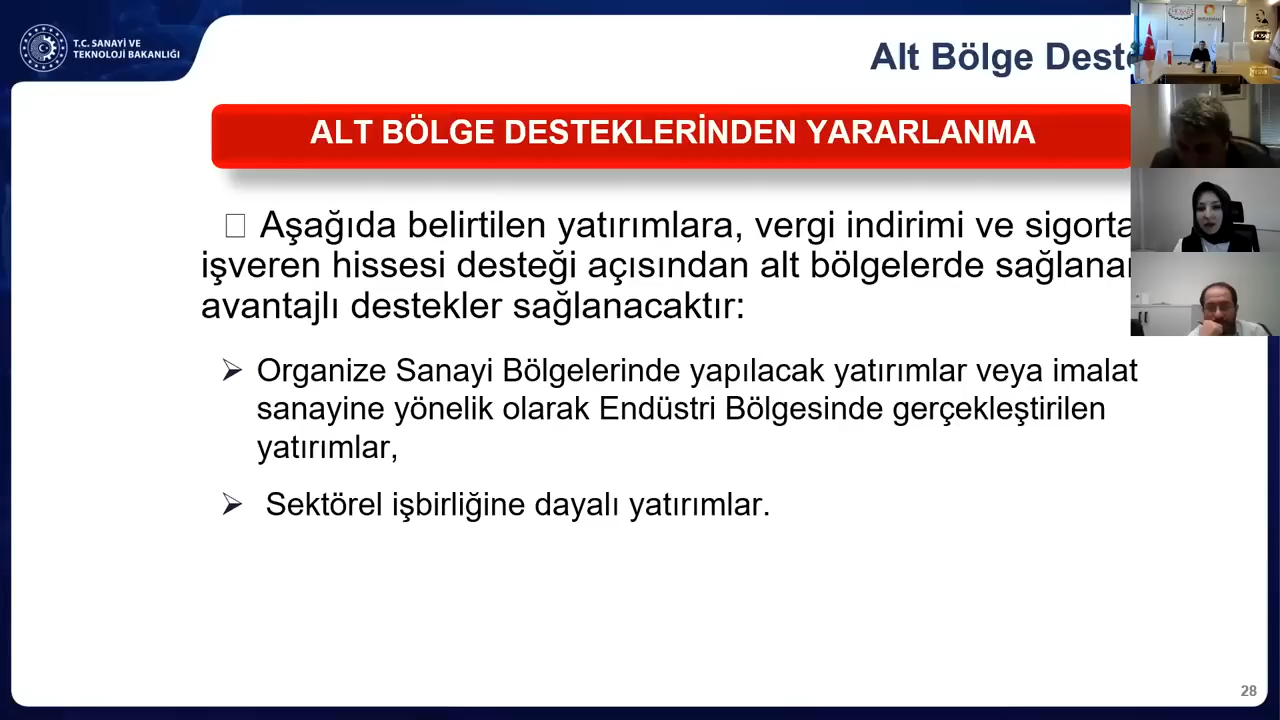 T.C. SANAYİ VE
TEKNOLOJİ BAKANLIĞI
Alt Bölge
ALT BÖLGE DESTEKLERİNDEN YARARLANMA
Aşağıda belirtilen yatırımlara, vergi indirimi ve sigorta
işveren hissesi desteği açısından alt bölgelerde
avantajlı destekler sağlanacaktır:
➢ Organize Sanayi Bölgelerinde yapılacak yatırımlar veya imalat
sanayine yönelik olarak Endüstri Bölgesinde gerçekleştirilen
yatırımlar,
➢ Sektörel işbirliğine dayalı yatırımlar.
28